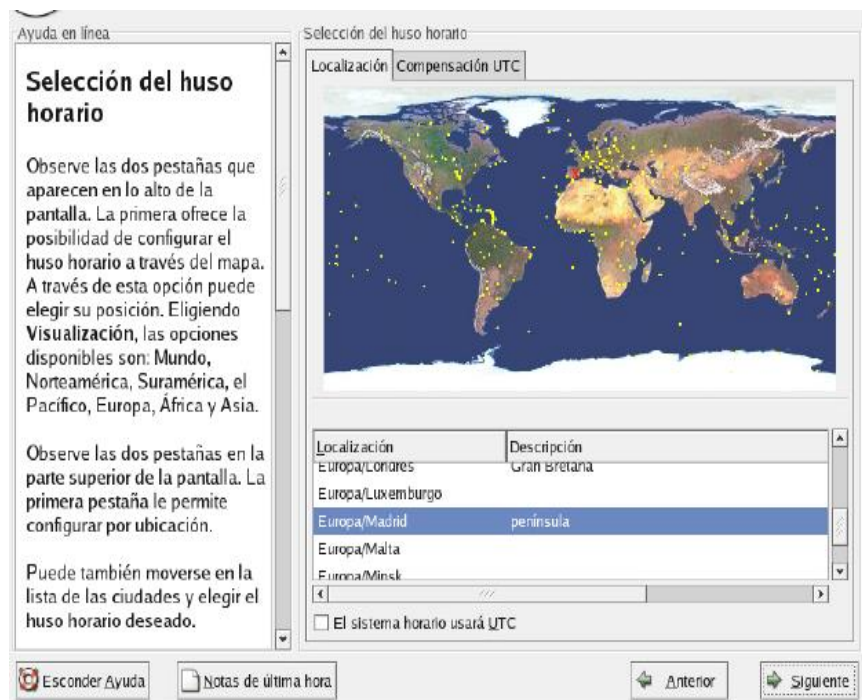 Ayuda en línea
Selección del huso
horario
Observe las dos pestañas que
aparecen en lo alto de la
pantalla. La primera ofrece la
posibilidad de configurar el
huso horario a través del mapa.
A través de esta opción puede
elegir su posición. Eligiendo
Visualización, las opciones
disponibles son: Mundo,
Norteamérica, Suramérica, el
Pacífico, Europa, África y Asia.
Observe las dos pestañas en la
parte superior de la pantalla. La
primera pestaña le permite
configurar por ubicación.
Puede también moverse en la
lista de las ciudades y elegir el
huso horario deseado.
Selección del huso horario
Localización Compensación UTC
Localización Descripción
Europa/Londres Gran Bretaña
Europa/Luxemburgo
Europa/Madrid península
Europa/Malta
Europa/Minsk
El sistema horario usará UTC
Esconder Ayuda Notas de última hora Anterior Siguiente